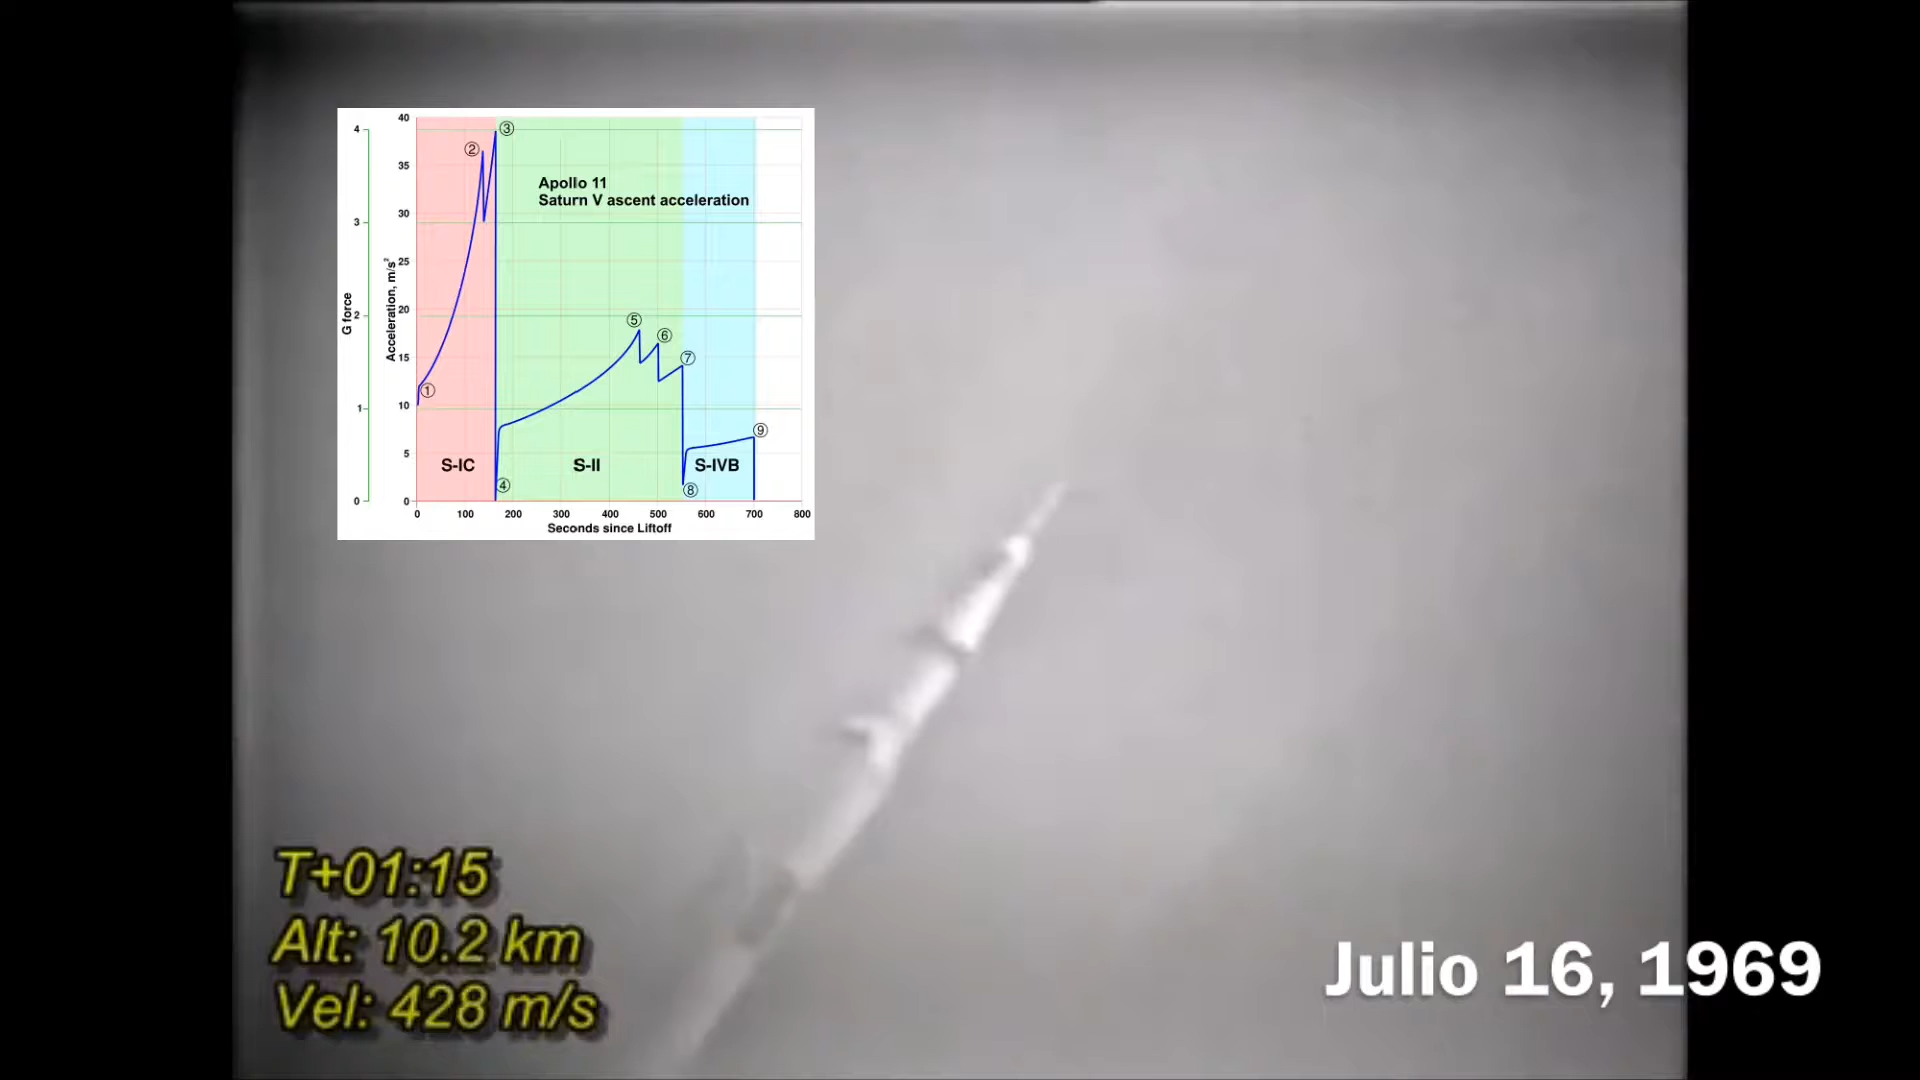 40
4
③
②
35
Apollo 11
Saturn V ascent acceleration
30
3
25
Acceleration, m/s²
G force
20
2
⑤
⑥
15
⑦
①
10
1
⑨
5
S-IC
S-II
S-IVB
④
⑧
0
0
0 100 200 300 400 500 600 700 800
Seconds since Liftoff
T+01:15
Alt: 10.2 km
Vel: 428 m/s
Julio 16, 1969